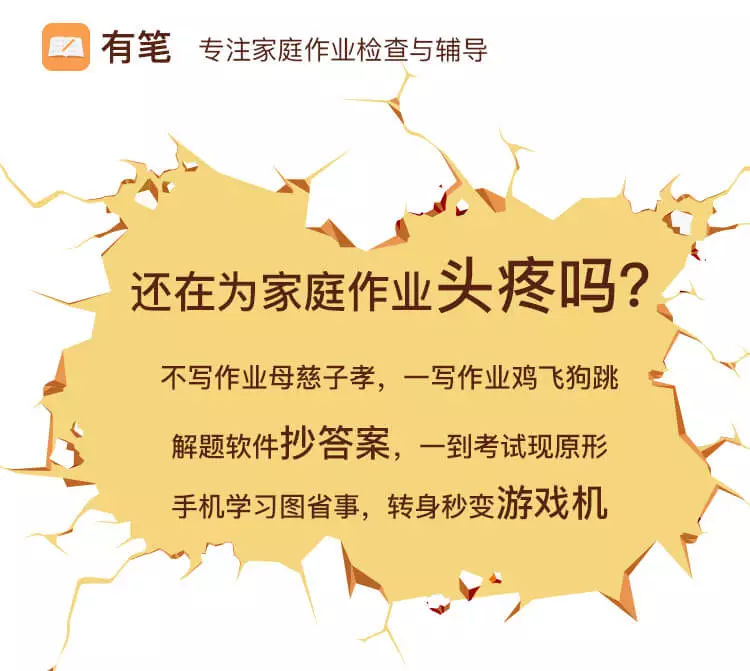 有笔 专注家庭作业检查与辅导
还在为家庭作业头疼吗？
不写作业母慈子孝，一写作业鸡飞狗跳
解题软件抄答案，一到考试现原形
手机学习图省事，转身秒变游戏机